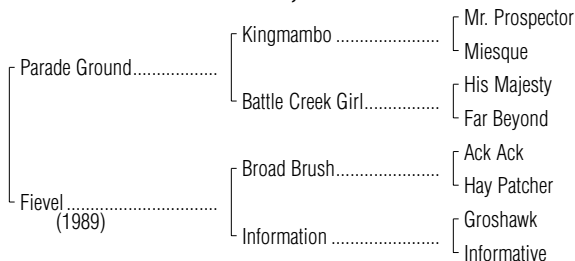 Mr. Prospector
Kingmambo ........................
Miesque
Parade Ground...................
His Majesty
Battle Creek Girl.................
Far Beyond
Ack Ack
Broad Brush.......................
Hay Patcher
Fievel ..................................
(1989)
Groshawk
Information ........................
Informative